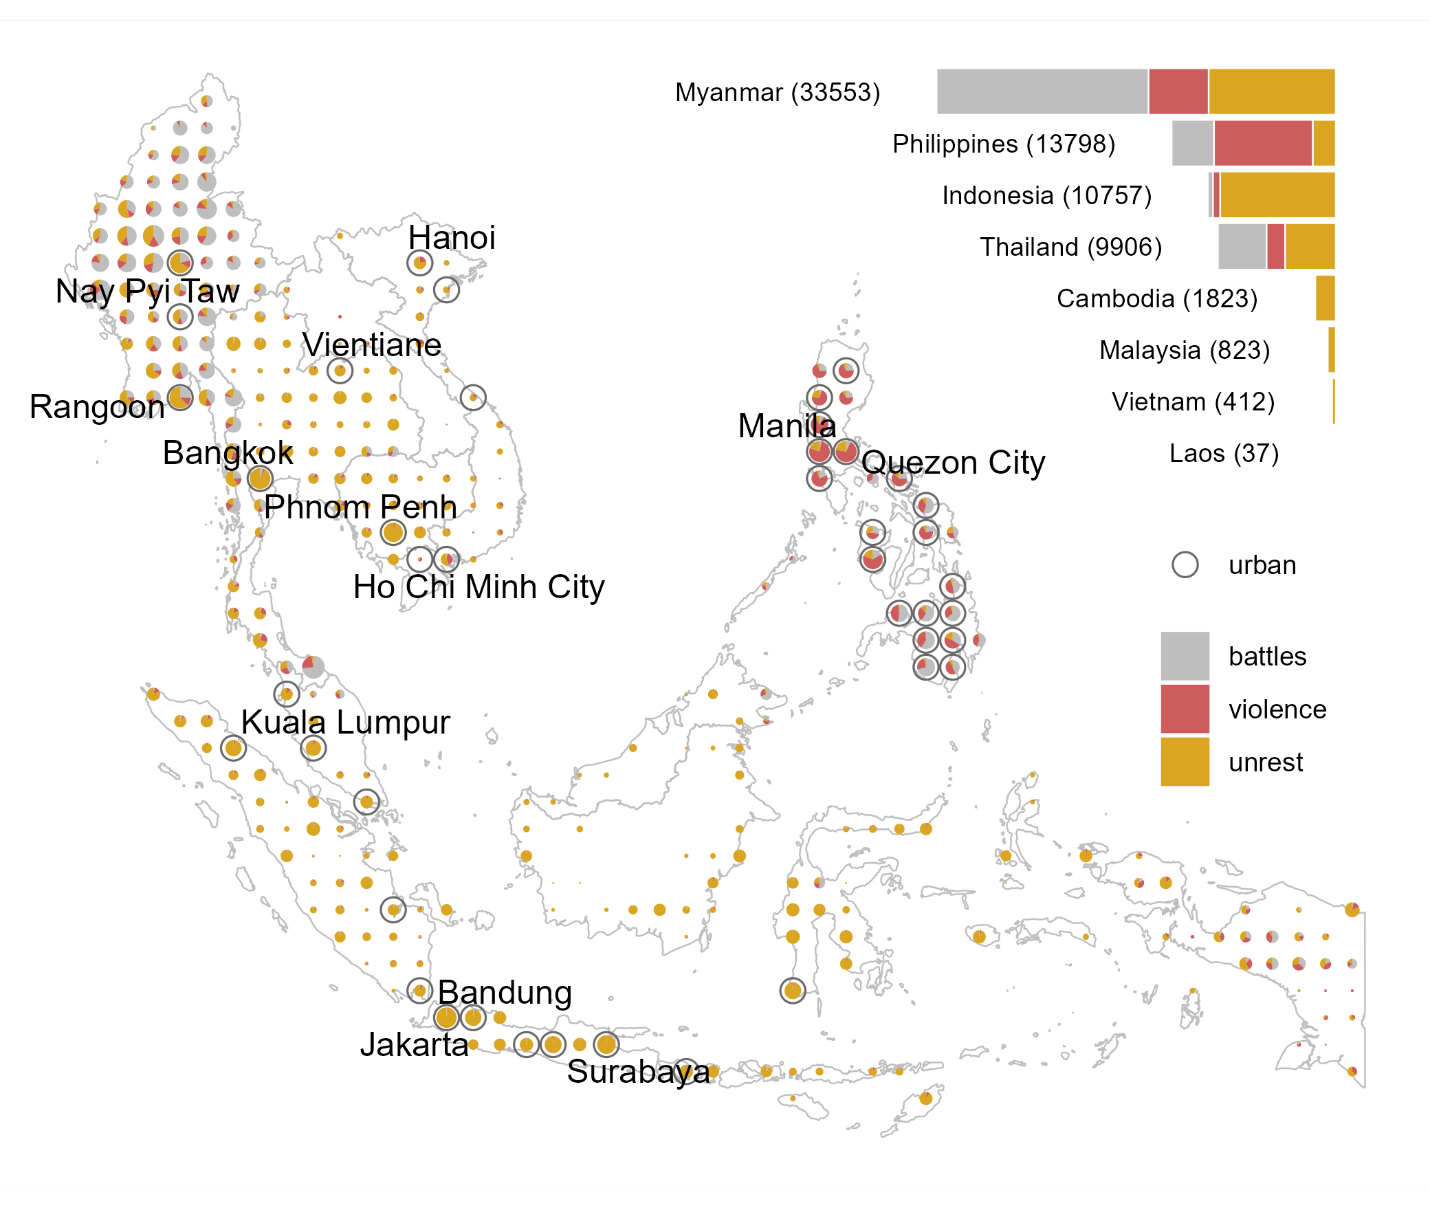 Myanmar (33553)
Philippines (13798)
Indonesia (10757)
Thailand (9906)
Cambodia (1823)
Malaysia (823)
Vietnam (412)
Laos (37)
Hanoi
Nay Pyi Taw
Vientiane
Rangoon
Manila
Bangkok
Quezon City
Phnom Penh
Ho Chi Minh City
urban
battles
violence
unrest
Kuala Lumpur
Bandung
Jakarta
Surabaya